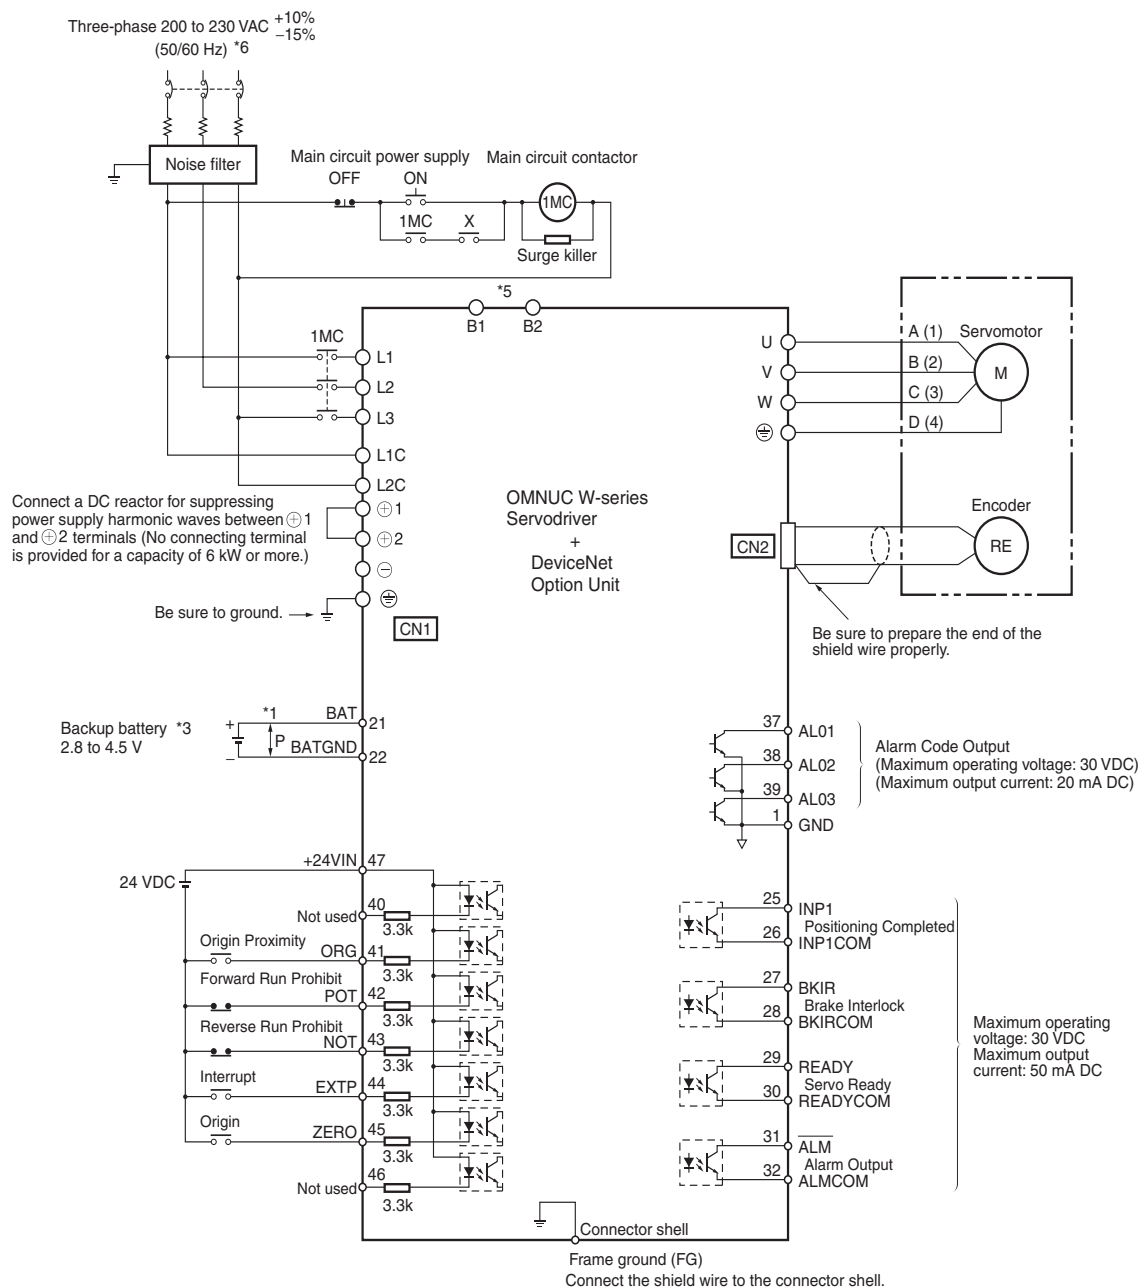 Three-phase 200 to 230 VAC +10% −15%
(50/60 Hz) *6
Noise filter
Main circuit power supply
OFF
ON
Main circuit contactor
1MC
1MC
X
Surge killer
*5
B1
B2
1MC
L1
L2
L3
L1C
L2C
⊕1
⊕2
⊖
Connect a DC reactor for suppressing
power supply harmonic waves between ⊕1
and ⊕2 terminals (No connecting terminal
is provided for a capacity of 6 kW or more.)
Be sure to ground.
CN1
OMNUC W-series
Servodriver
+
DeviceNet
Option Unit
U
V
W
A (1)
B (2)
C (3)
D (4)
Servomotor
M
CN2
Encoder
RE
Be sure to prepare the end of the
shield wire properly.
Backup battery *3
2.8 to 4.5 V
+
−
*1
P
BAT
21
BATGND
22
37
AL01
38
AL02
39
AL03
1
GND
Alarm Code Output
(Maximum operating voltage: 30 VDC)
(Maximum output current: 20 mA DC)
24 VDC
+24VIN
47
Not used
40
3.3k
Origin Proximity
ORG
41
3.3k
Forward Run Prohibit
POT
42
3.3k
Reverse Run Prohibit
NOT
43
3.3k
Interrupt
EXTP
44
3.3k
Origin
ZERO
45
3.3k
Not used
46
3.3k
25
INP1
Positioning Completed
26
INP1COM
27
BKIR
Brake Interlock
28
BKIRCOM
29
READY
Servo Ready
30
READYCOM
31
ALM
Alarm Output
32
ALMCOM
Maximum operating
voltage: 30 VDC
Maximum output
current: 50 mA DC
Connector shell
Frame ground (FG)
Connect the shield wire to the connector shell.